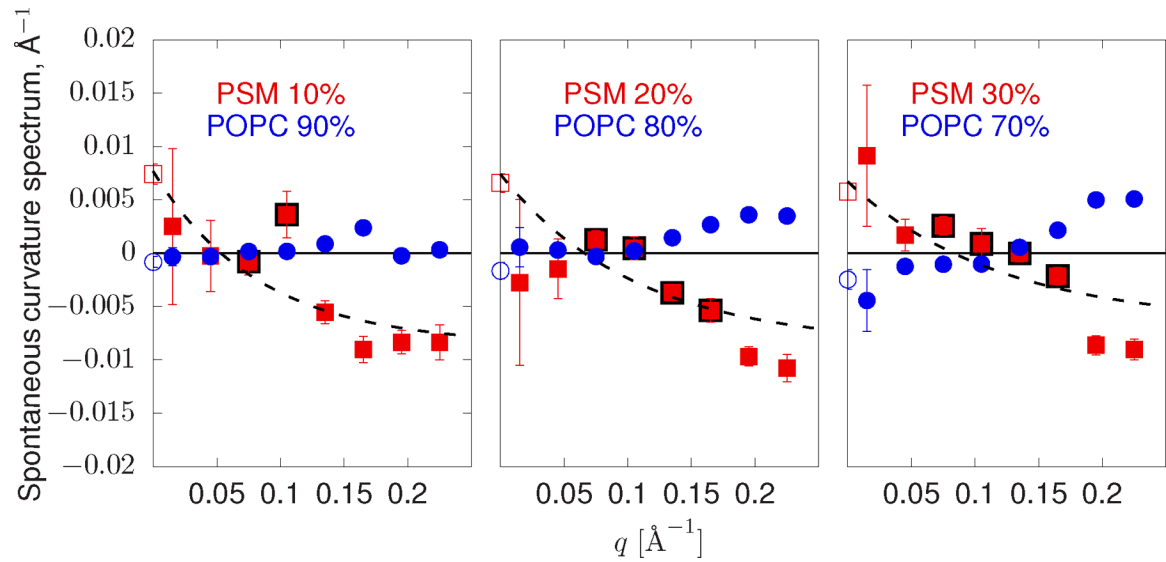 Spontaneous curvature spectrum, Å⁻¹
0.02
0.015
0.01
0.005
0
−0.005
−0.01
−0.015
−0.02
PSM 10%
POPC 90%
PSM 20%
POPC 80%
PSM 30%
POPC 70%
0.05 0.1 0.15 0.2
0.05 0.1 0.15 0.2
0.05 0.1 0.15 0.2
q [Å⁻¹]